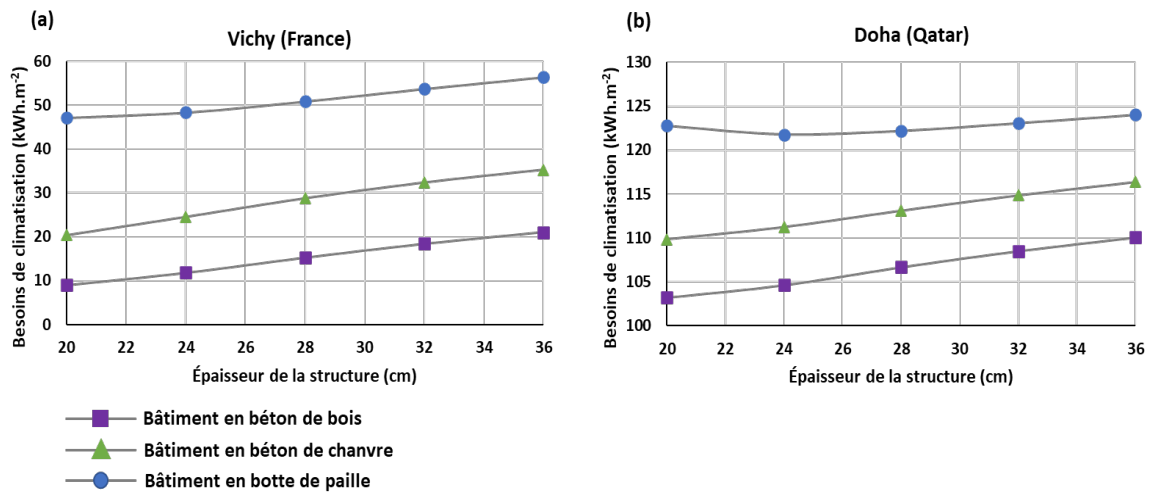 (a)
Vichy (France)
Besoins de climatisation (kWh.m-2)
60
50
40
30
20
10
0
20 22 24 26 28 30 32 34 36
Épaisseur de la structure (cm)
(b)
Doha (Qatar)
Besoins de climatisation (kWh.m-2)
130
125
120
115
110
105
100
20 22 24 26 28 30 32 34 36
Épaisseur de la structure (cm)
Bâtiment en béton de bois
Bâtiment en béton de chanvre
Bâtiment en botte de paille